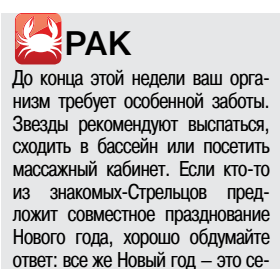 РАК
До конца этой недели ваш орга-
низм требует особенной заботы.
Звезды рекомендуют выспаться,
сходить в бассейн или посетить
массажный кабинет. Если кто-то
из знакомых-Стрельцов пред-
ложит совместное празднование
Нового года, хорошо обдумайте
ответ: все же Новый год – это се-